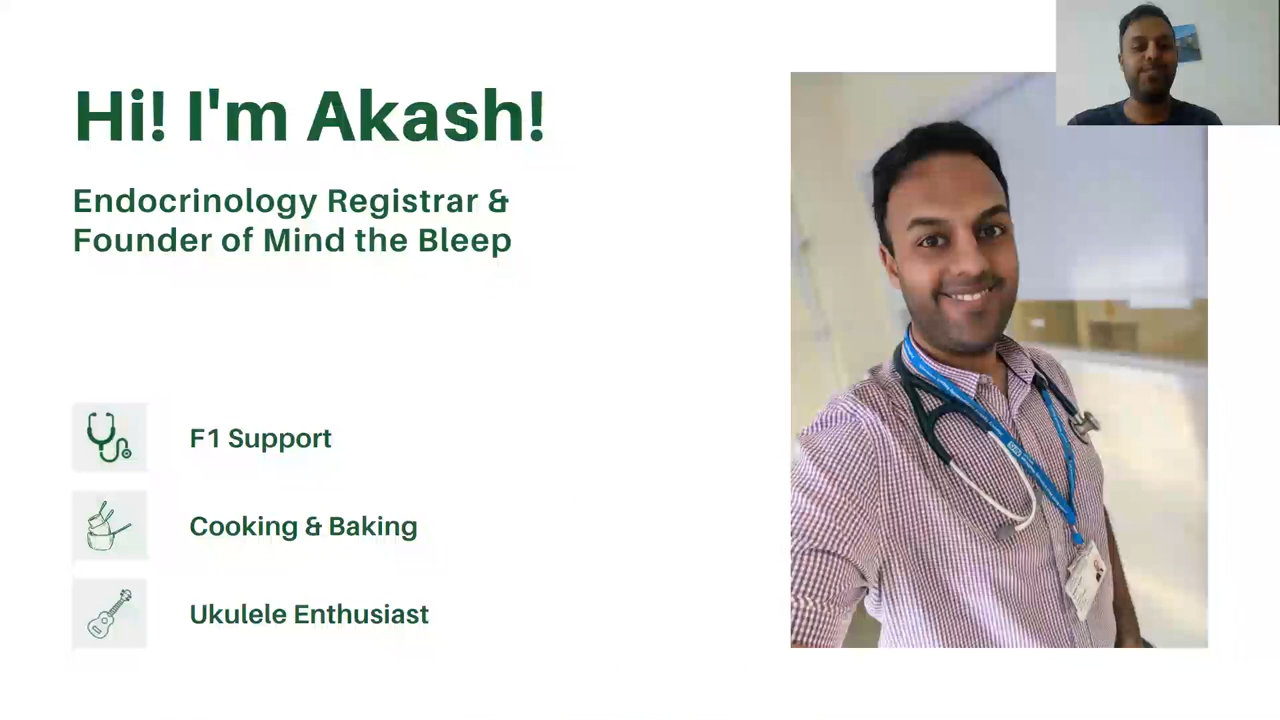 Hi! I'm Akash!
Endocrinology Registrar &
Founder of Mind the Bleep
F1 Support
Cooking & Baking
Ukulele Enthusiast